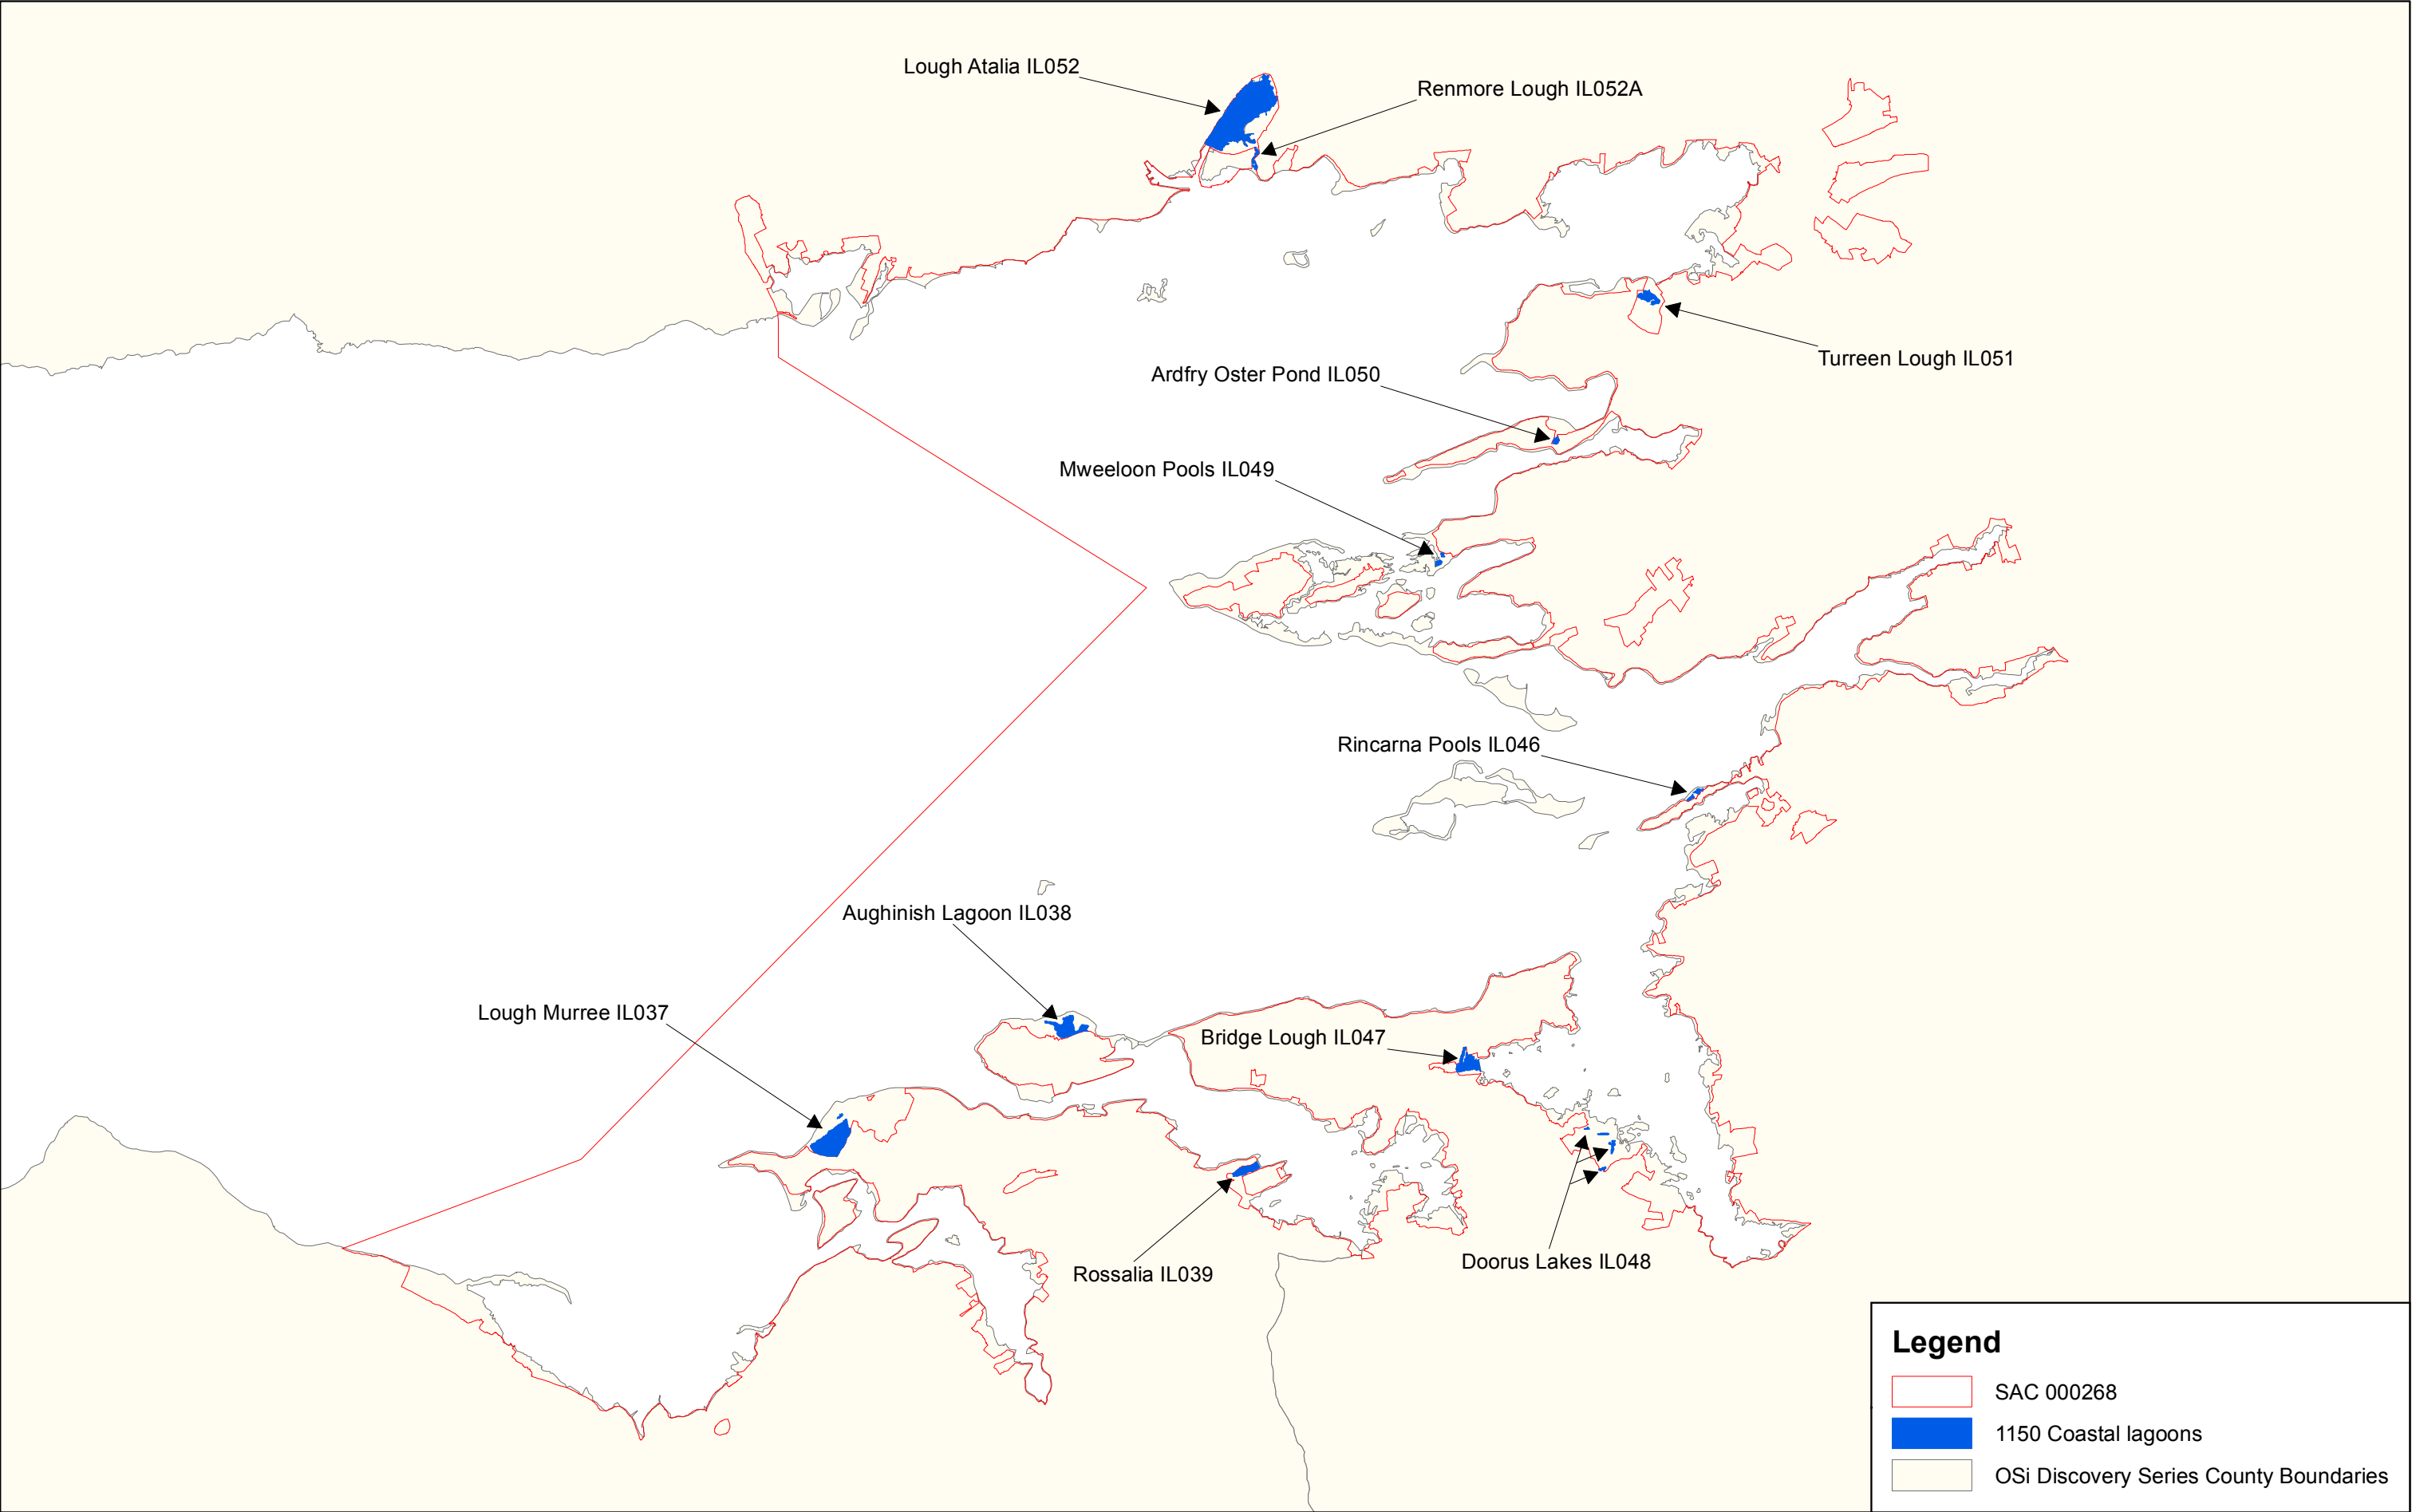 Lough Atalia IL052
Renmore Lough IL052A
Turreen Lough IL051
Ardfry Oster Pond IL050
Mweeloon Pools IL049
Rincarna Pools IL046
Aughinish Lagoon IL038
Lough Murree IL037
Bridge Lough IL047
Doorus Lakes IL048
Rossalia IL039
Legend
SAC 000268
1150 Coastal lagoons
OSi Discovery Series County Boundaries